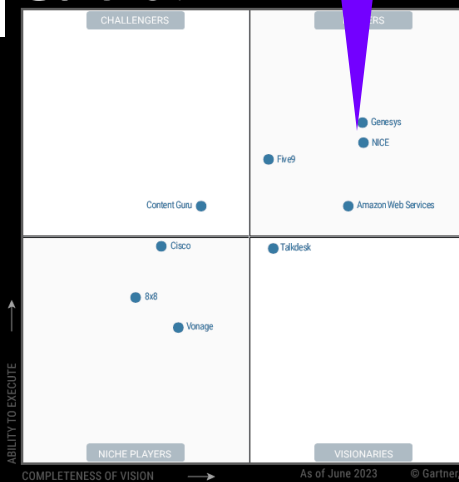 CHALLENGERS
Genesys
NICE
Five9
Content Guru
Amazon Web Services
Cisco
Talkdesk
8x8
Vonage
ABILITY TO EXECUTE
NICHE PLAYERS
VISIONARIES
COMPLETENESS OF VISION
As of June 2023
© Gartner,